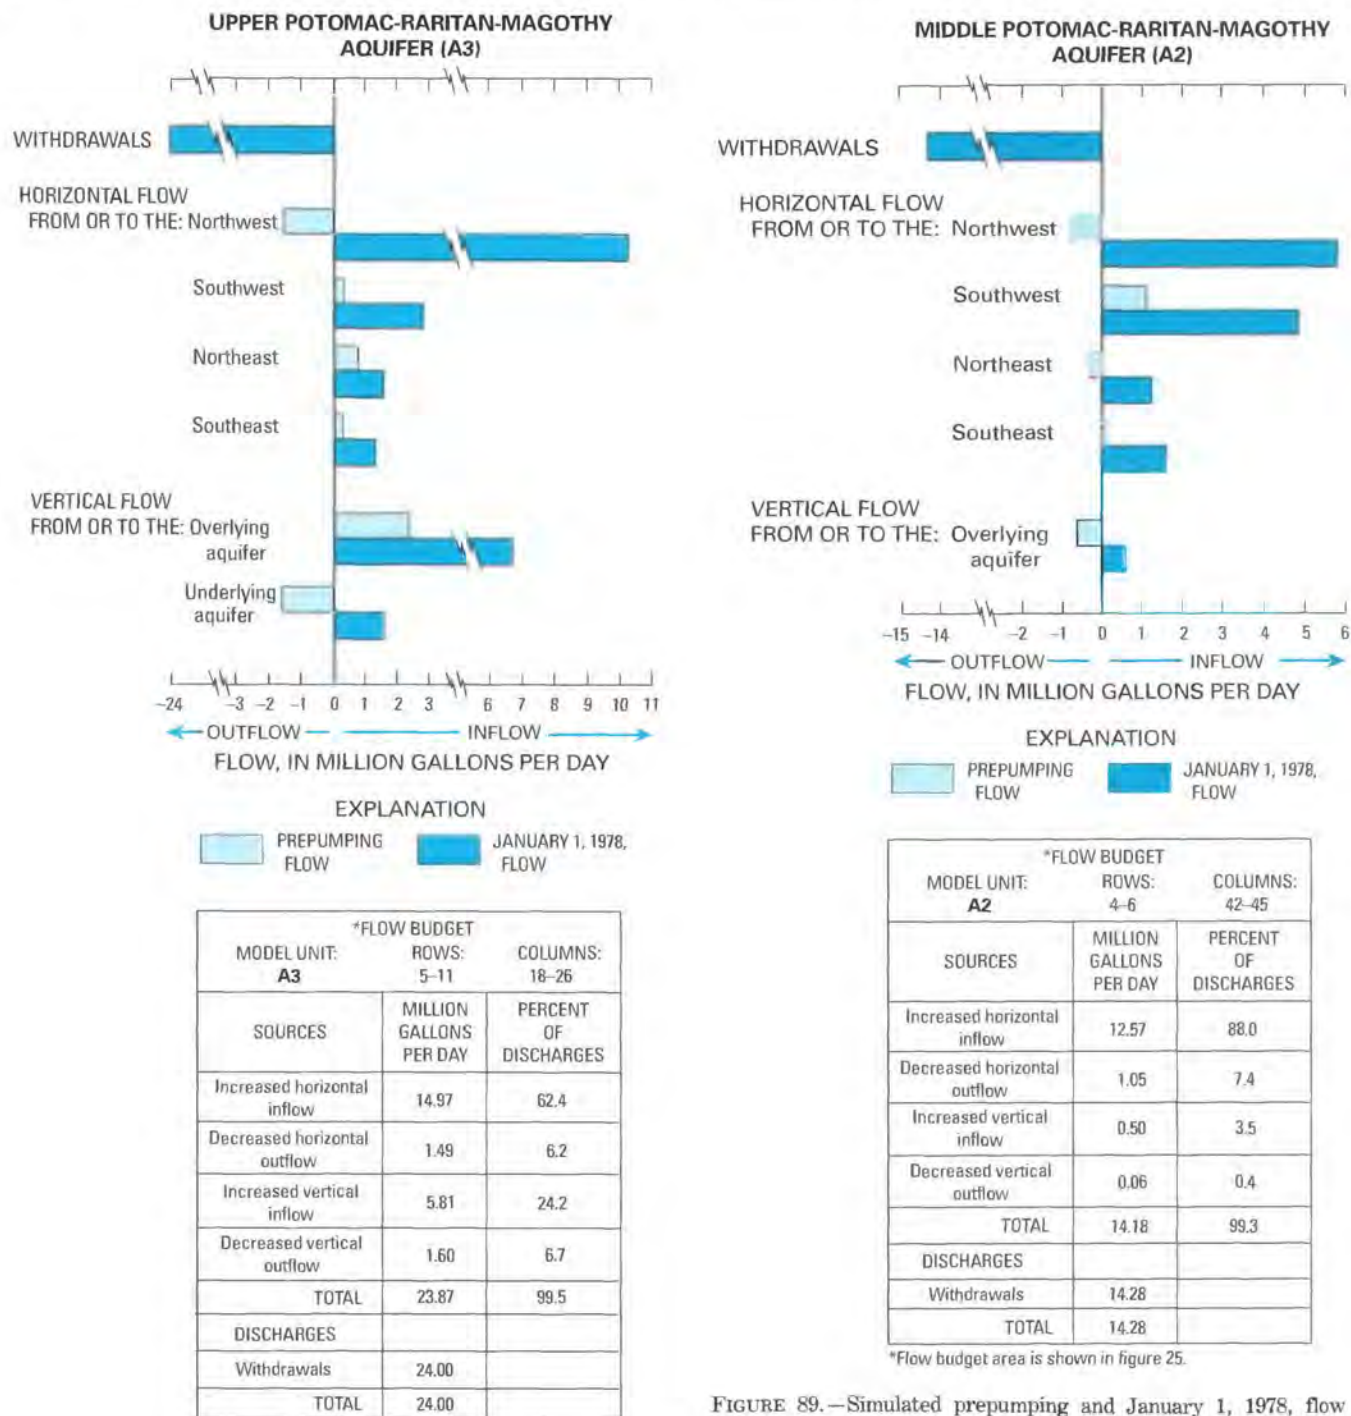 UPPER POTOMAC-RARITAN-MAGOTHY
AQUIFER (A3)
WITHDRAWALS
HORIZONTAL FLOW
FROM OR TO THE: Northwest
Southwest
Northeast
Southeast
VERTICAL FLOW
FROM OR TO THE: Overlying
aquifer
Underlying
aquifer
-24 -3 -2 -1 0 1 2 3 6 7 8 9 10 11
OUTFLOW INFLOW
FLOW, IN MILLION GALLONS PER DAY
EXPLANATION
PREPUMPING
FLOW
JANUARY 1, 1978,
FLOW
*FLOW BUDGET
MODEL UNIT: ROWS: COLUMNS:
A3 5–11 18–26
SOURCES
MILLION
GALLONS
PER DAY
PERCENT
OF
DISCHARGES
Increased horizontal
inflow
14.97 62.4
Decreased horizontal
outflow
1.49 6.2
Increased vertical
inflow
5.81 24.2
Decreased vertical
outflow
1.60 6.7
TOTAL 23.87 99.5
DISCHARGES
Withdrawals 24.00
TOTAL 24.00
MIDDLE POTOMAC-RARITAN-MAGOTHY
AQUIFER (A2)
WITHDRAWALS
HORIZONTAL FLOW
FROM OR TO THE: Northwest
Southwest
Northeast
Southeast
VERTICAL FLOW
FROM OR TO THE: Overlying
aquifer
-15 -14 -2 -1 0 1 2 3 4 5 6
OUTFLOW INFLOW
FLOW, IN MILLION GALLONS PER DAY
EXPLANATION
PREPUMPING
FLOW
JANUARY 1, 1978,
FLOW
*FLOW BUDGET
MODEL UNIT: ROWS: COLUMNS:
A2 4–6 42–45
SOURCES
MILLION
GALLONS
PER DAY
PERCENT
OF
DISCHARGES
Increased horizontal
inflow
12.57 88.0
Decreased horizontal
outflow
1.05 7.4
Increased vertical
inflow
0.50 3.5
Decreased vertical
outflow
0.06 0.4
TOTAL 14.18 99.3
DISCHARGES
Withdrawals 14.28
TOTAL 14.28
*Flow budget area is shown in figure 25.
FIGURE 89.—Simulated prepumping and January 1, 1978, flow